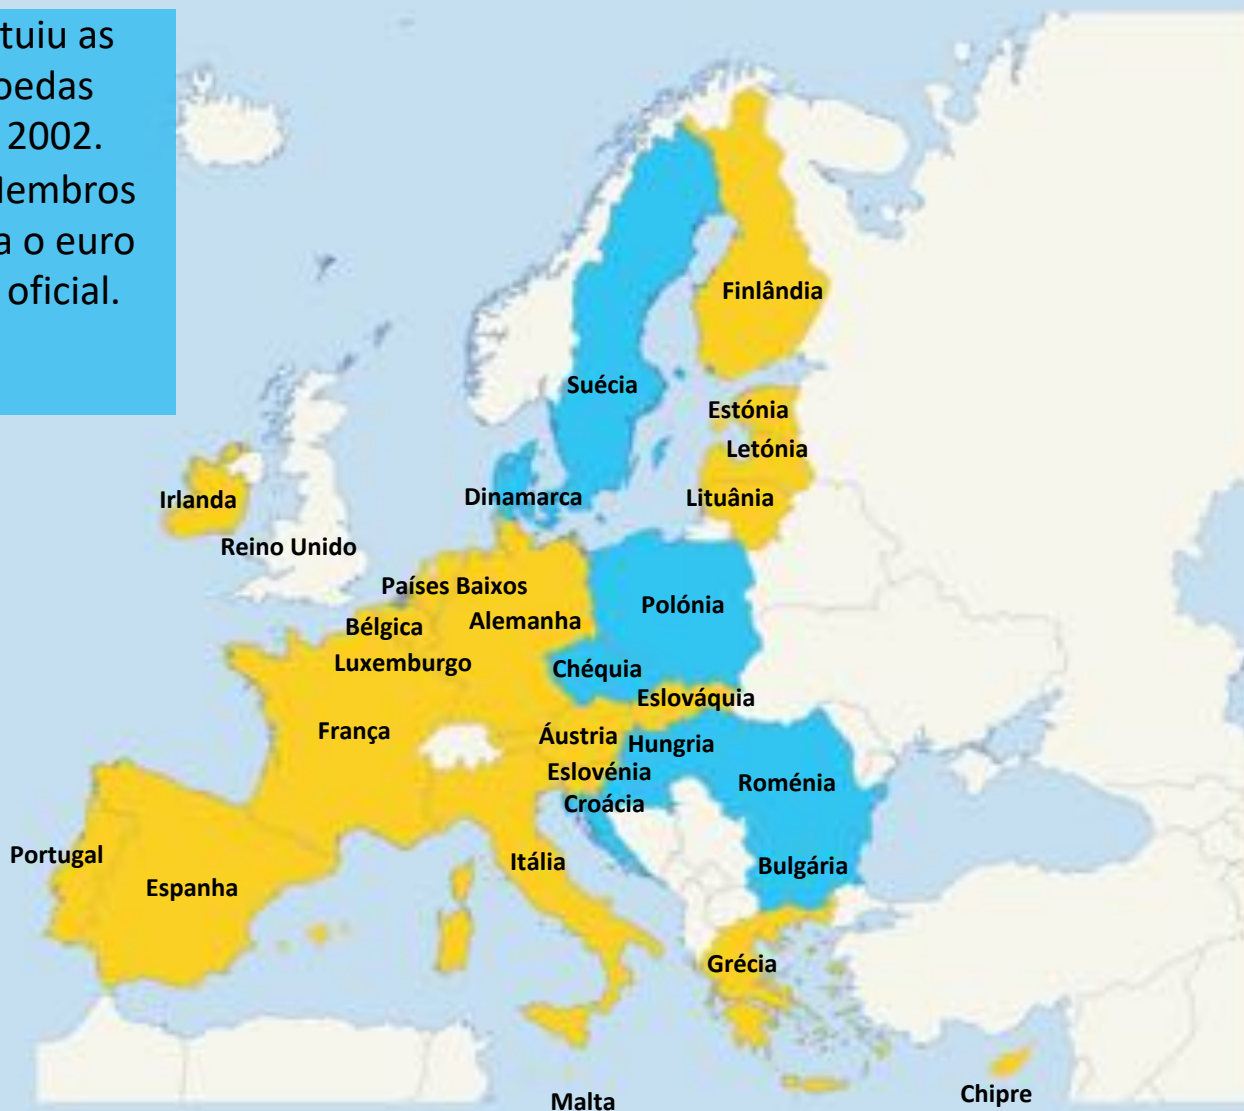 tuiu as
oedas
2002.
embros
a o euro
oficial.
Finlândia
Suécia
Estónia
Letónia
Irlanda
Dinamarca
Lituânia
Reino Unido
Países Baixos
Polónia
Bélgica
Alemanha
Luxemburgo
Chéquia
Eslováquia
França
Áustria
Hungria
Eslovénia
Roménia
Croácia
Portugal
Itália
Bulgária
Espanha
Grécia
Chipre
Malta